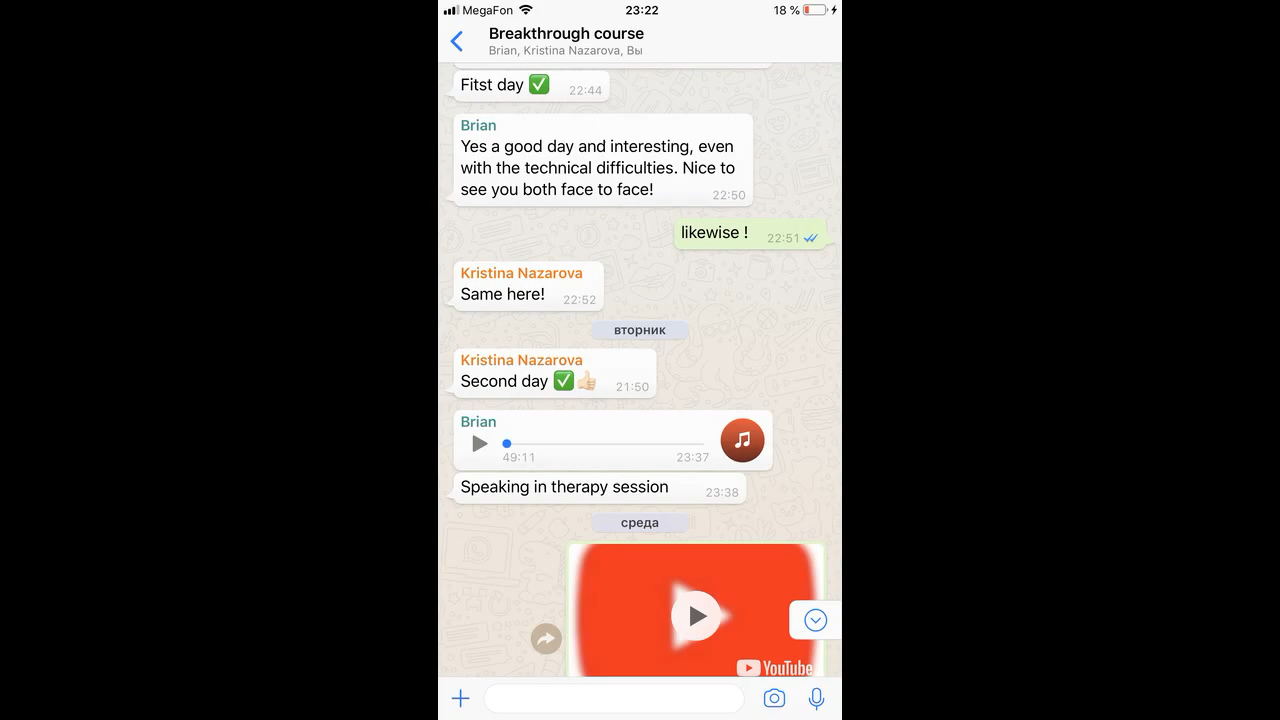 MegaFon
23:22
18 %
Breakthrough course
Brian, Kristina Nazarova, Вы
Fitst day ✅ 22:44
Brian
Yes a good day and interesting, even
with the technical difficulties. Nice to
see you both face to face!
22:50
likewise ! 22:51
Kristina Nazarova
Same here! 22:52
вторник
Kristina Nazarova
Second day ✅👍🏻 21:50
Brian
49:11 23:37
Speaking in therapy session 23:38
среда
YouTube